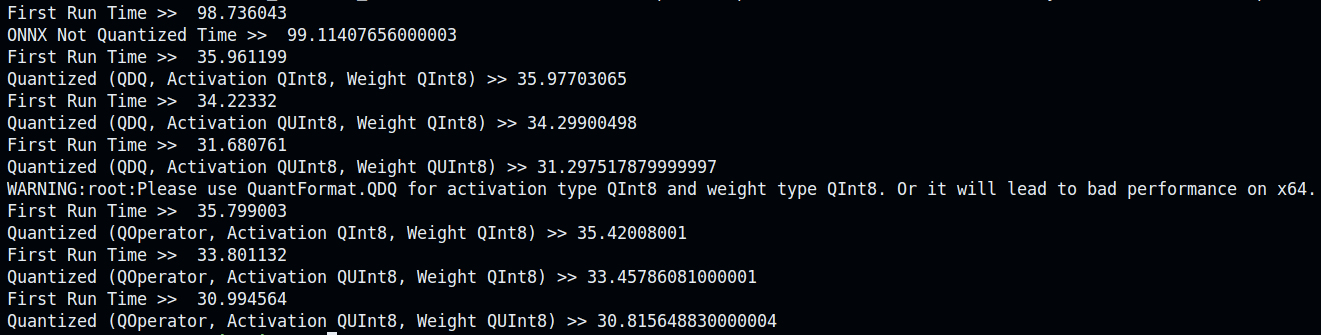 First Run Time >>  98.736043
ONNX Not Quantized Time >>  99.11407656000003
First Run Time >>  35.961199
Quantized (QDQ, Activation QInt8, Weight QInt8) >> 35.97703065
First Run Time >>  34.22332
Quantized (QDQ, Activation QUInt8, Weight QInt8) >> 34.29900498
First Run Time >>  31.680761
Quantized (QDQ, Activation QUInt8, Weight QUInt8) >> 31.297517879999997
WARNING:root:Please use QuantFormat.QDQ for activation type QInt8 and weight type QInt8. Or it will lead to bad performance on x64.
First Run Time >>  35.799003
Quantized (QOperator, Activation QInt8, Weight QInt8) >> 35.42008001
First Run Time >>  33.801132
Quantized (QOperator, Activation QUInt8, Weight QInt8) >> 33.45786081000001
First Run Time >>  30.994564
Quantized (QOperator, Activation QUInt8, Weight QUInt8) >> 30.815648830000004